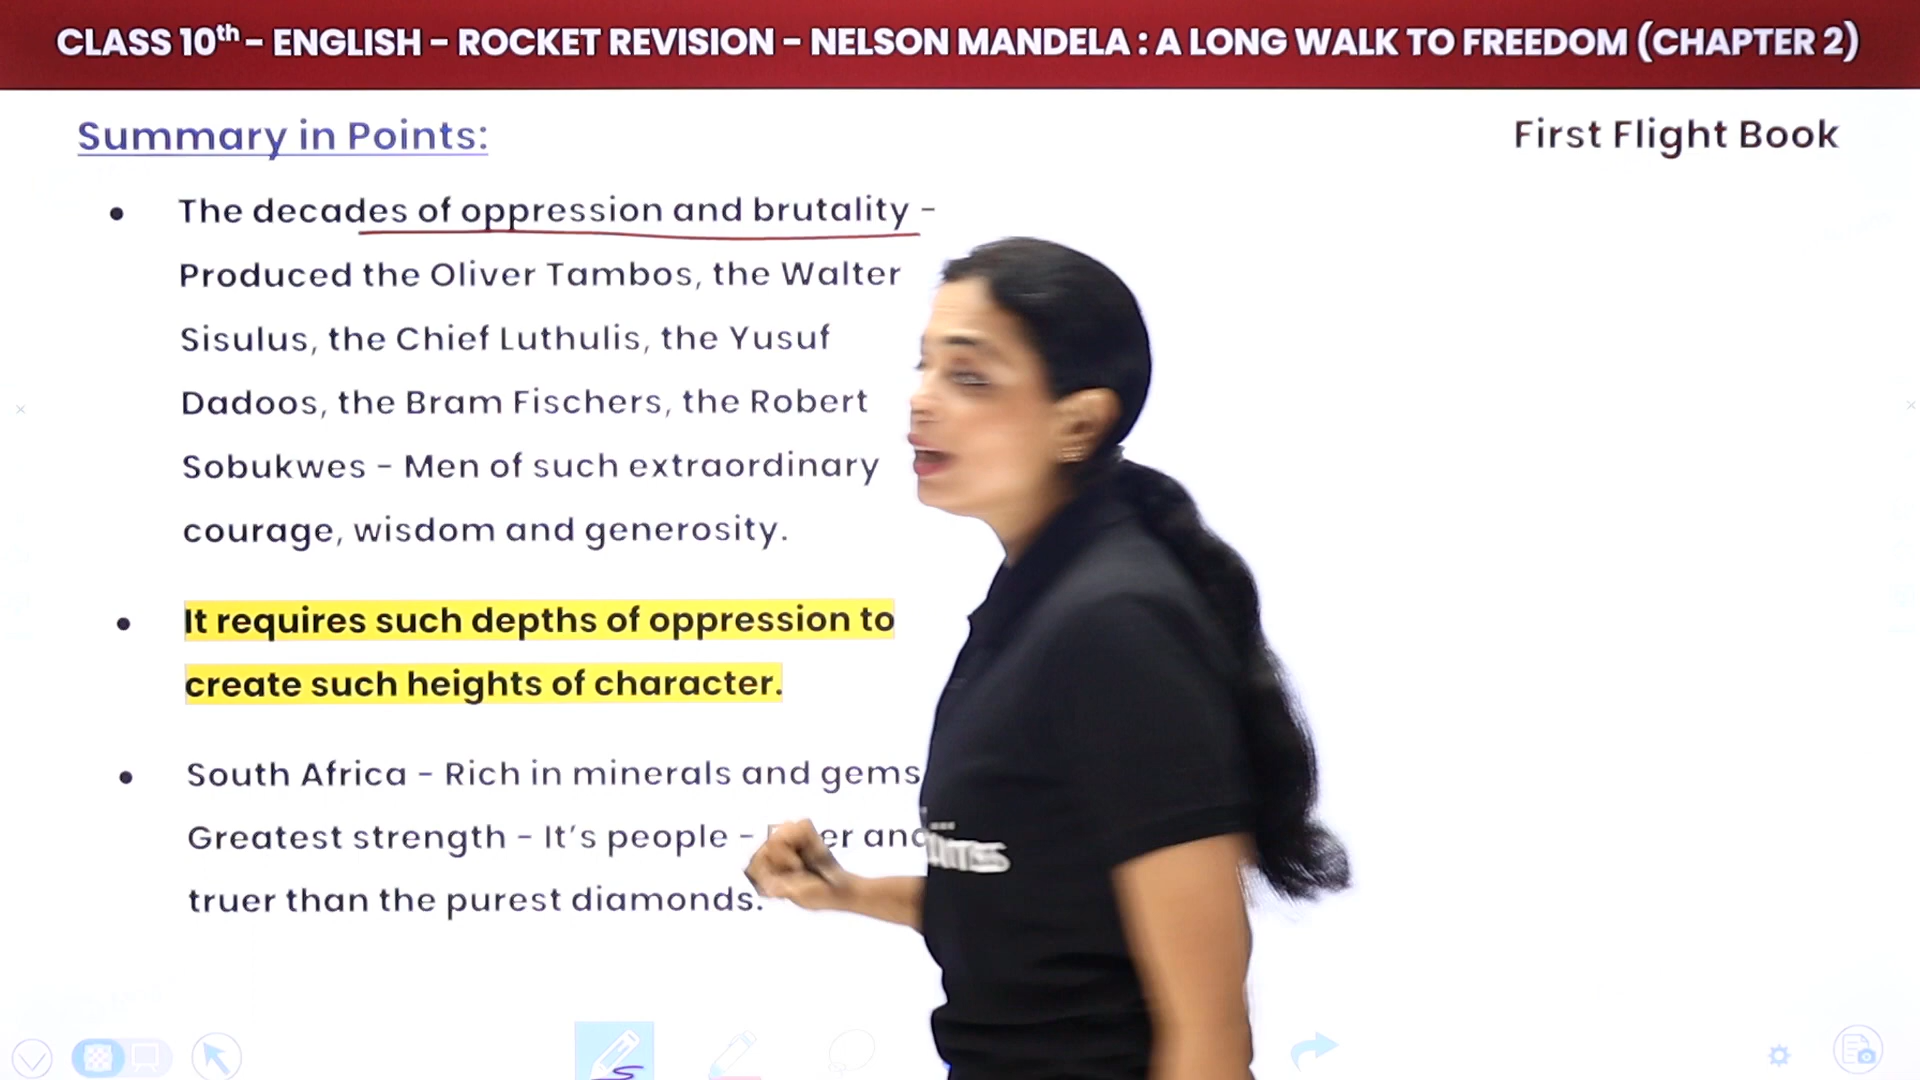 CLASS 10th - ENGLISH - ROCKET REVISION - NELSON MANDELA : A LONG WALK TO FREEDOM (CHAPTER 2)
Summary in Points:
First Flight Book
• The decades of oppression and brutality -
Produced the Oliver Tambos, the Walter
Sisulus, the Chief Luthulis, the Yusuf
Dadoos, the Bram Fischers, the Robert
Sobukwes - Men of such extraordinary
courage, wisdom and generosity.
• It requires such depths of oppression to
create such heights of character.
• South Africa - Rich in minerals and gems
Greatest strength - It's people - and
truer than the purest diamonds.